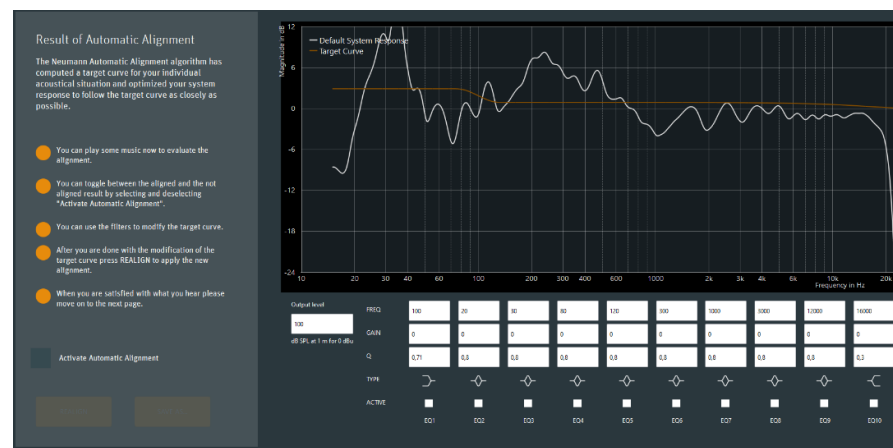 Result of Automatic Alignment
The Neumann Automatic Alignment algorithm has
computed a target curve for your individual
acoustical situation and optimized your system
response to follow the target curve as closely as
possible.
You can play some music now to evaluate the
alignment.
You can toggle between the aligned and the not
aligned result by selecting and deselecting
"Activate Automatic Alignment".
You can use the filters to modify the target curve.
After you are done with the modification of the
target curve press REALIGN to apply the new
alignment.
When you are satisfied with what you hear please
move on to the next page.
Activate Automatic Alignment
Magnitude in dB
12
6
0
-6
-12
-18
-24
Default System Response
Target Curve
10 20 30 40 60 100 200 300 400 600 1000 2k 3k 4k 6k 10k 20k
Frequency in Hz
Output level
100
dB SPL at 1 m for 0 dBu
FREQ 100 20 30 80 120 300 1000 3000 12000 16000
GAIN 0 0 0 0 0 0 0 0 0 0
Q 0,71 0,8 0,8 0,8 0,8 0,8 0,8 0,8 0,8
TYPE
ACTIVE
EQ1 EQ2 EQ3 EQ4 EQ5 EQ6 EQ7 EQ8 EQ9 EQ10